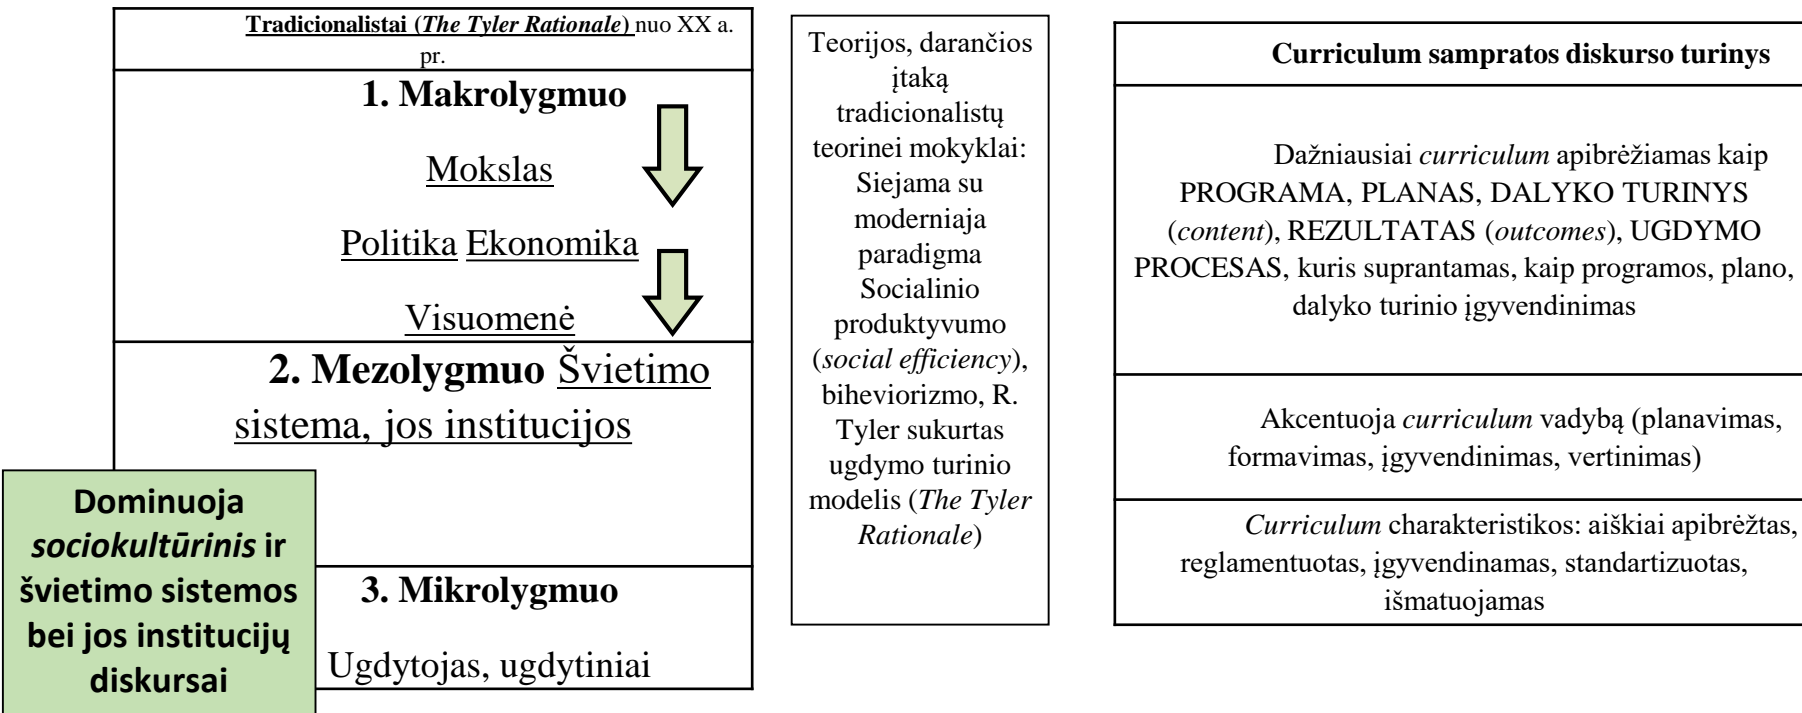 Tradicionalistai (The Tyler Rationale) nuo XX a.
pr.
1. Makrolygmuo
Mokslas
Politika Ekonomika
Visuomenė
2. Mezolygmuo Švietimo
sistema, jos institucijos
Dominuoja
sociokultūrinis ir
švietimo sistemos
bei jos institucijų
diskursai
3. Mikrolygmuo
Ugdytojas, ugdytiniai
Teorijos, darančios
įtaką
tradicionalistų
teorinei mokyklai:
Siejama su
moderniaja
paradigma
Socialinio
produktyvumo
(social efficiency),
biheviorizmo, R.
Tyler sukurtas
ugdymo turinio
modelis (The Tyler
Rationale)
Curriculum sampratos diskurso turinys
Dažniausiai curriculum apibrėžiamas kaip
PROGRAMA, PLANAS, DALYKO TURINYS
(content), REZULTATAS (outcomes), UGDYMO
PROCESAS, kuris suprantamas, kaip programos, plano,
dalyko turinio įgyvendinimas
Akcentuoja curriculum vadybą (planavimas,
formavimas, įgyvendinimas, vertinimas)
Curriculum charakteristikos: aiškiai apibrėžtas,
reglamentuotas, įgyvendinamas, standartizuotas,
išmatuojamas